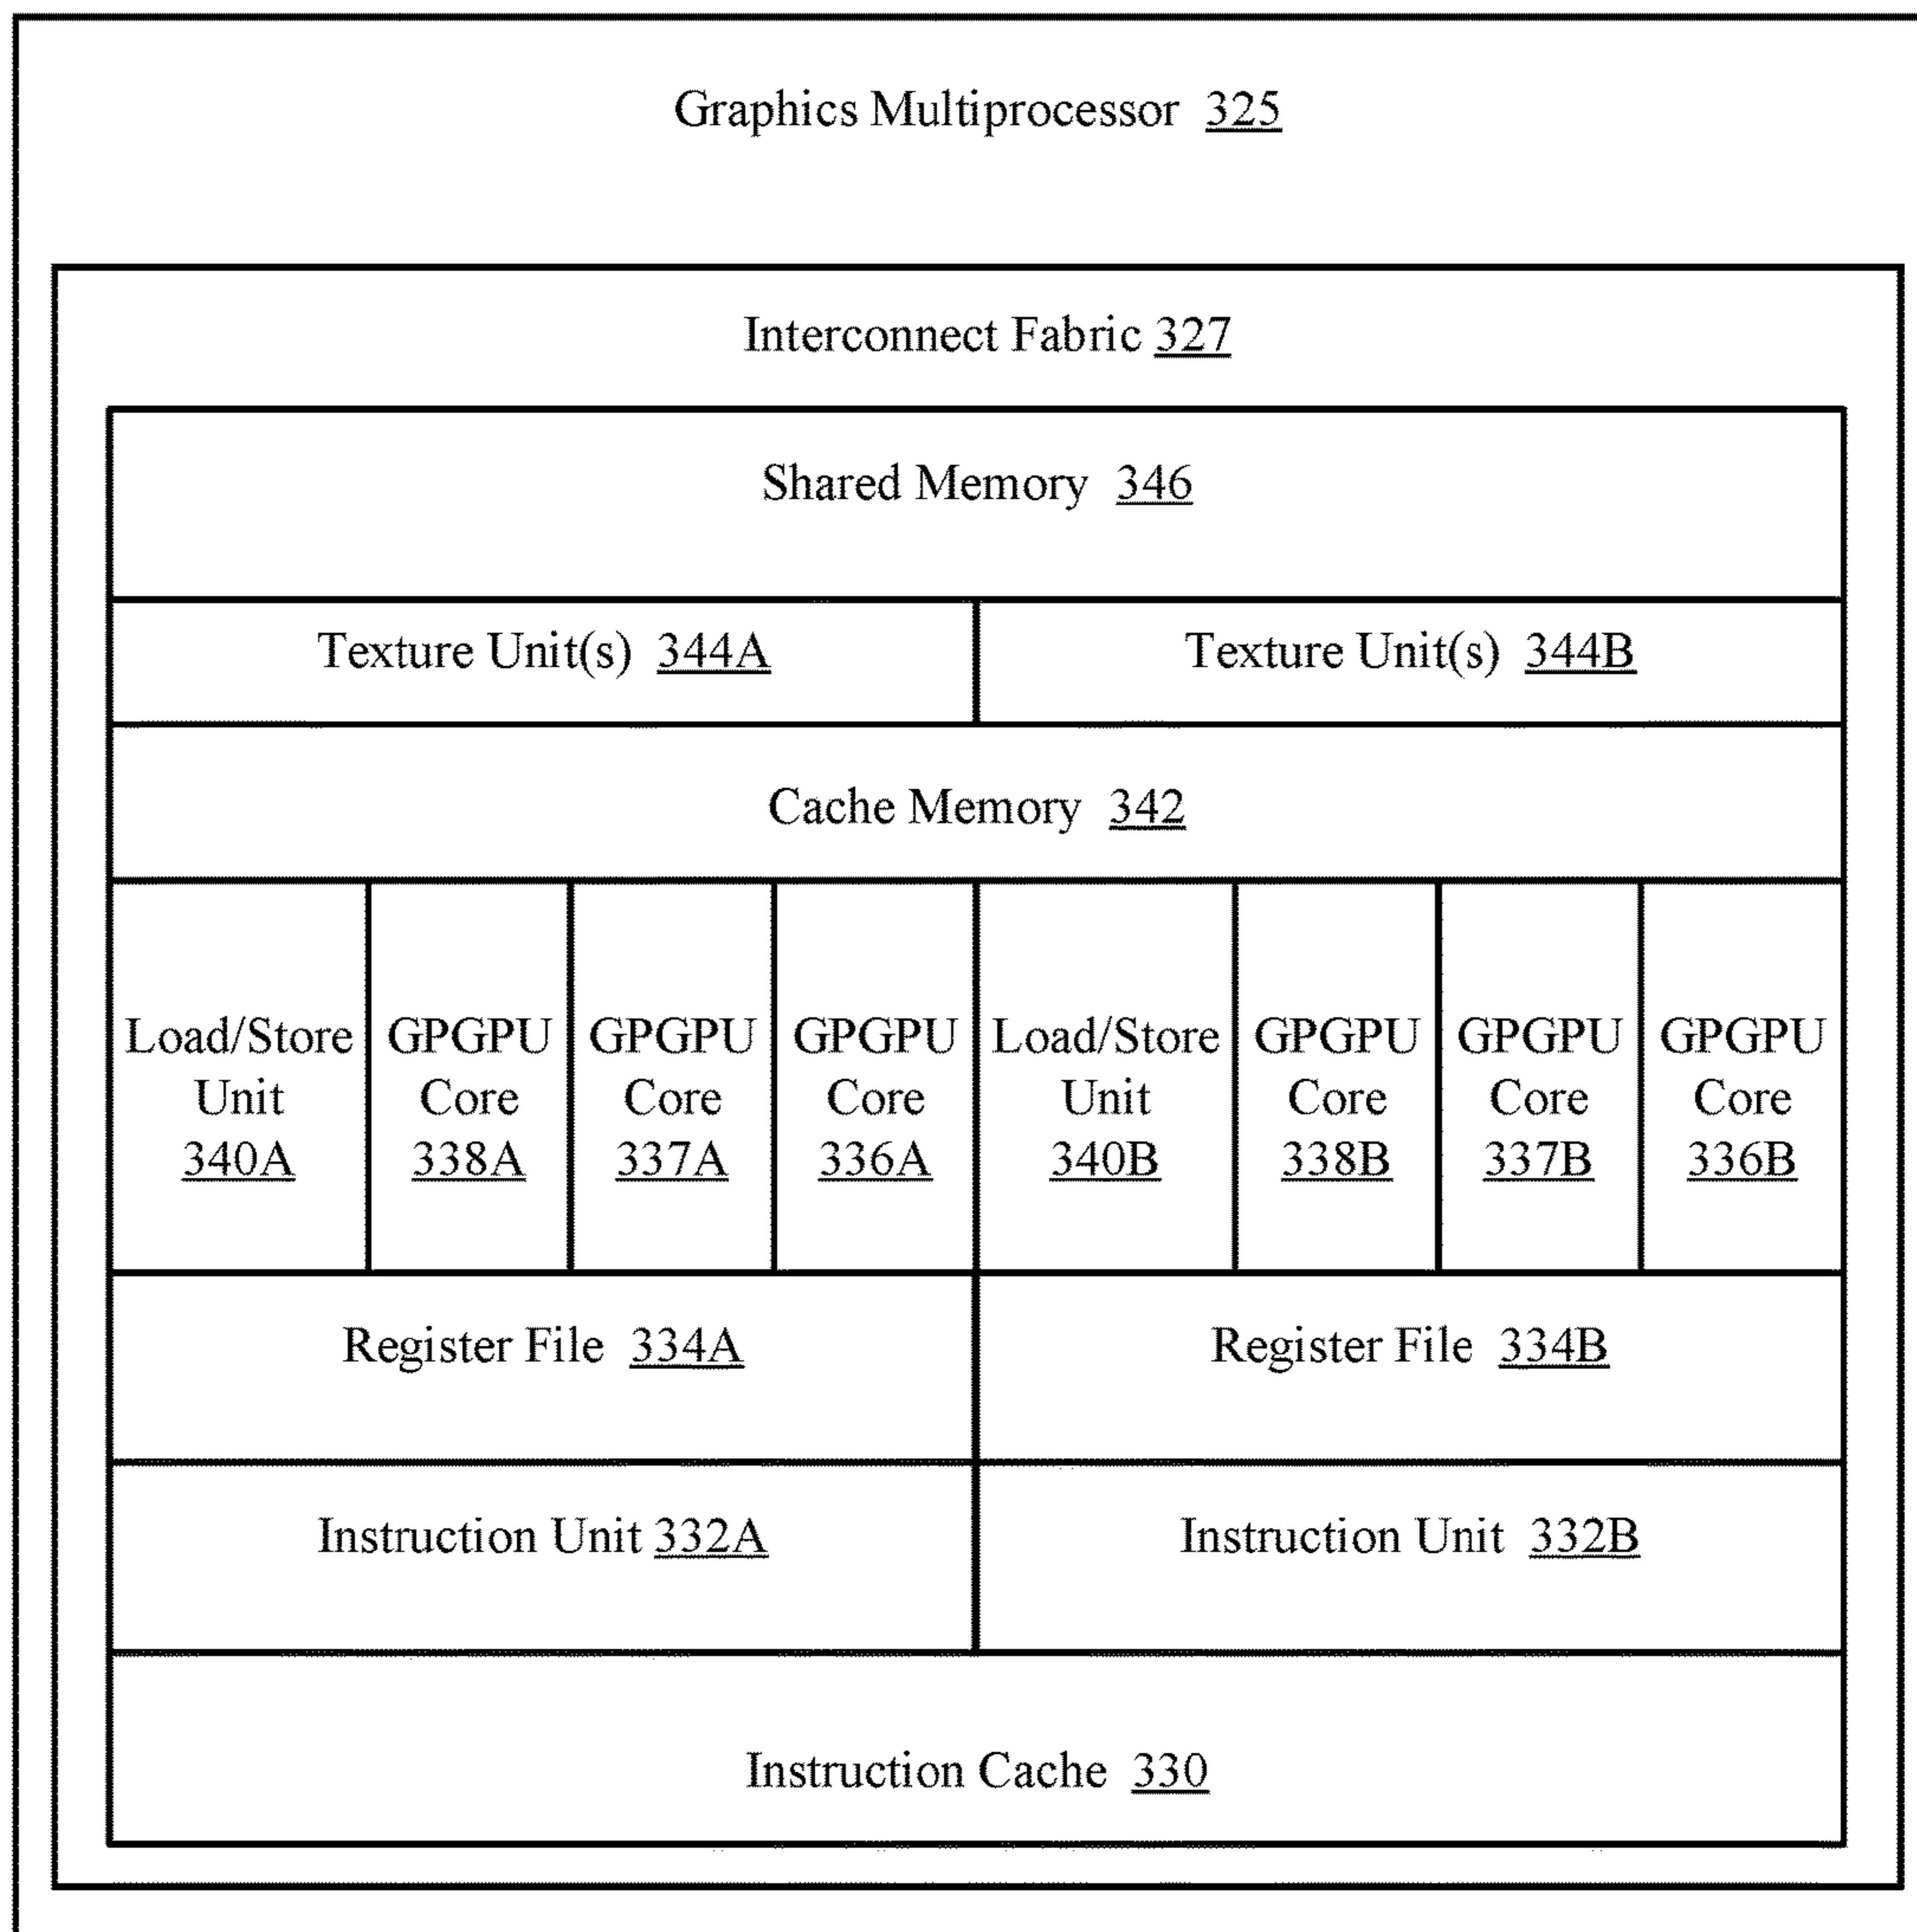 Graphics Multiprocessor 325
Interconnect Fabric 327
Shared Memory 346
Texture Unit(s) 344A
Texture Unit(s) 344B
Cache Memory 342
Load/Store
Unit
340A
GPGPU
Core
338A
GPGPU
Core
337A
GPGPU
Core
336A
Load/Store
Unit
340B
GPGPU
Core
338B
GPGPU
Core
337B
GPGPU
Core
336B
Register File 334A
Register File 334B
Instruction Unit 332A
Instruction Unit 332B
Instruction Cache 330